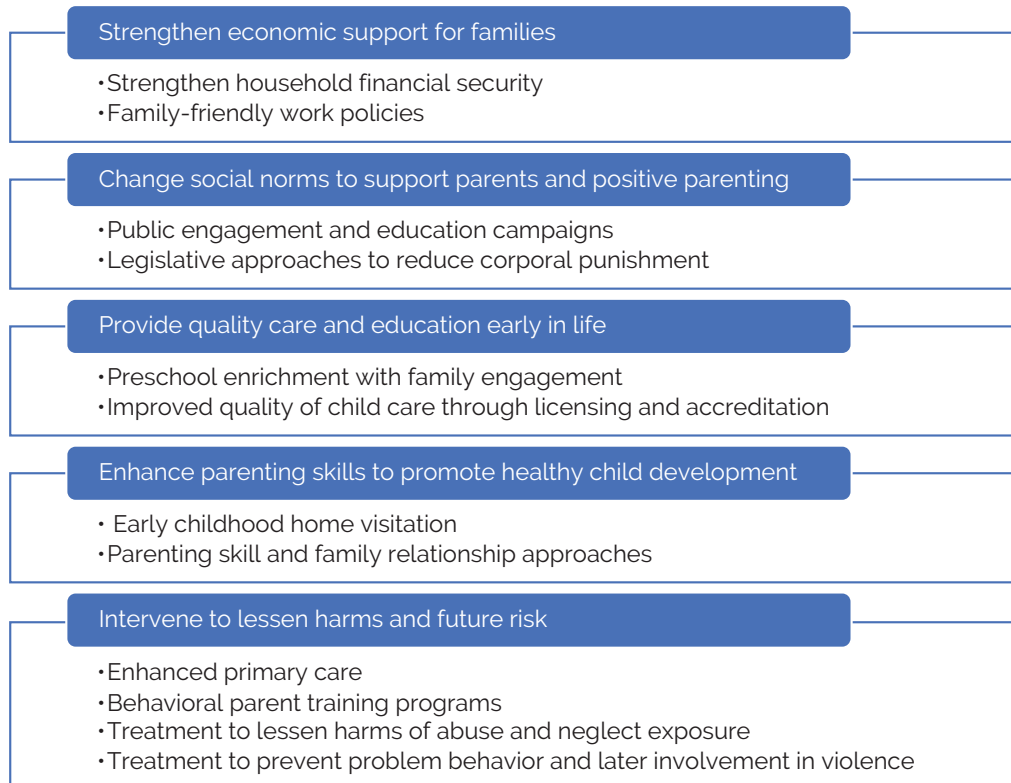 Strengthen economic support for families
•Strengthen household financial security
•Family-friendly work policies
Change social norms to support parents and positive parenting
•Public engagement and education campaigns
•Legislative approaches to reduce corporal punishment
Provide quality care and education early in life
•Preschool enrichment with family engagement
•Improved quality of child care through licensing and accreditation
Enhance parenting skills to promote healthy child development
• Early childhood home visitation
•Parenting skill and family relationship approaches
Intervene to lessen harms and future risk
•Enhanced primary care
•Behavioral parent training programs
•Treatment to lessen harms of abuse and neglect exposure
•Treatment to prevent problem behavior and later involvement in violence